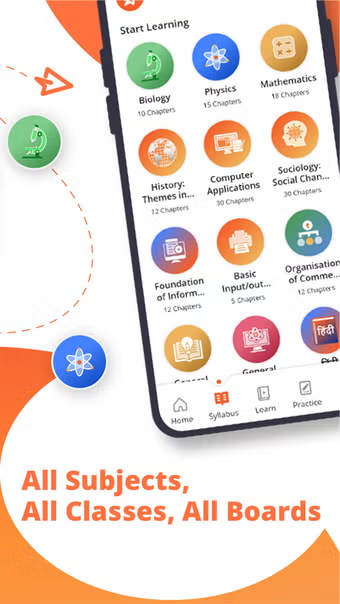 Start Learning
Biology
10 Chapters
Physics
15 Chapters
Mathematics
18 Chapters
History:
Themes in...
12 Chapters
Computer
Applications
30 Chapters
Sociology:
Social Chan...
30 Chapters
Foundation
of Inform...
12 Chapters
Basic
Input/out...
5 Chapters
Organisation
of Comme...
12 Chapters
हिंदी
General
General
Home
Syllabus
Learn
Practice
All Subjects,
All Classes, All Boards